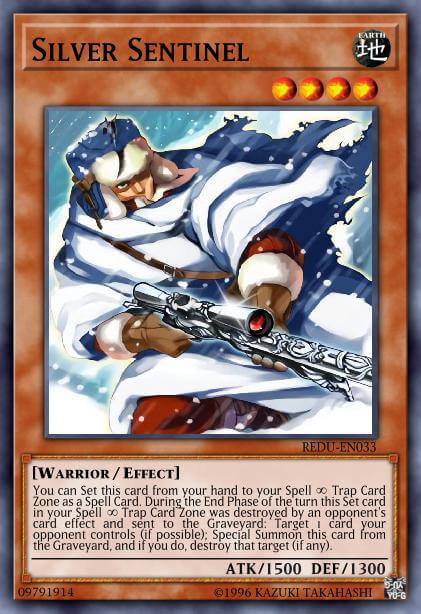 Silver Sentinel
EARTH
地
REDU-EN033
[Warrior / Effect]
You can Set this card from your hand to your Spell ∞ Trap Card
Zone as a Spell Card. During the End Phase of the turn this Set card
in your Spell ∞ Trap Card Zone was destroyed by an opponent's
card effect and sent to the Graveyard: Target 1 card your
opponent controls (if possible); Special Summon this card from
the Graveyard, and if you do, destroy that target (if any).
ATK/1500 DEF/1300
09791914
©1996 KAZUKI TAKAHASHI